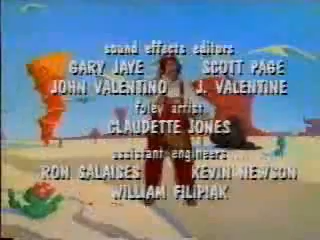 sound effects editors
GARY JAYE SCOTT PAGE
JOHN VALENTINO J. VALENTINE
foley artist
CLAUDETTE JONES
assistant engineers
RON SALAISES KEVIN NEWSON
WILLIAM FILIPIAK